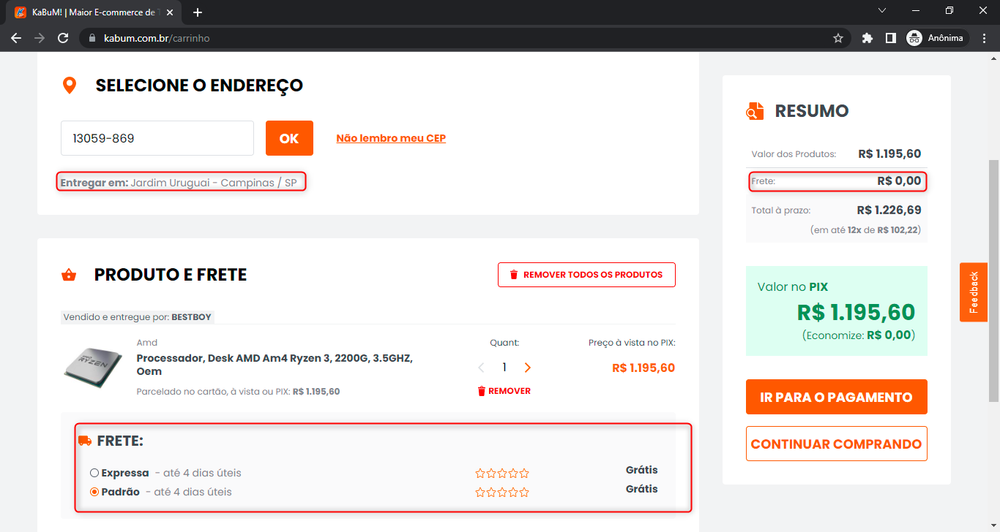 KaBuM! | Maior E-commerce de T
kabum.com.br/carrinho
Anônima
SELECIONE O ENDEREÇO
13059-869
OK
Não lembro meu CEP
Entregar em: Jardim Uruguai - Campinas / SP
PRODUTO E FRETE
REMOVER TODOS OS PRODUTOS
Vendido e entregue por: BESTBOY
Amd
Processador, Desk AMD Am4 Ryzen 3, 2200G, 3.5GHZ,
Oem
Parcelado no cartão, à vista ou PIX: R$ 1.195,60
AMD
RYZEN
Quant:
1
REMOVER
Preço à vista no PIX:
R$ 1.195,60
FRETE:
Expressa - até 4 dias úteis Grátis
Padrão - até 4 dias úteis Grátis
RESUMO
Valor dos Produtos: R$ 1.195,60
Frete: R$ 0,00
Total à prazo: R$ 1.226,69
(em até 12x de R$ 102,22)
Valor no PIX
R$ 1.195,60
(Economize: R$ 0,00)
IR PARA O PAGAMENTO
CONTINUAR COMPRANDO
Feedback